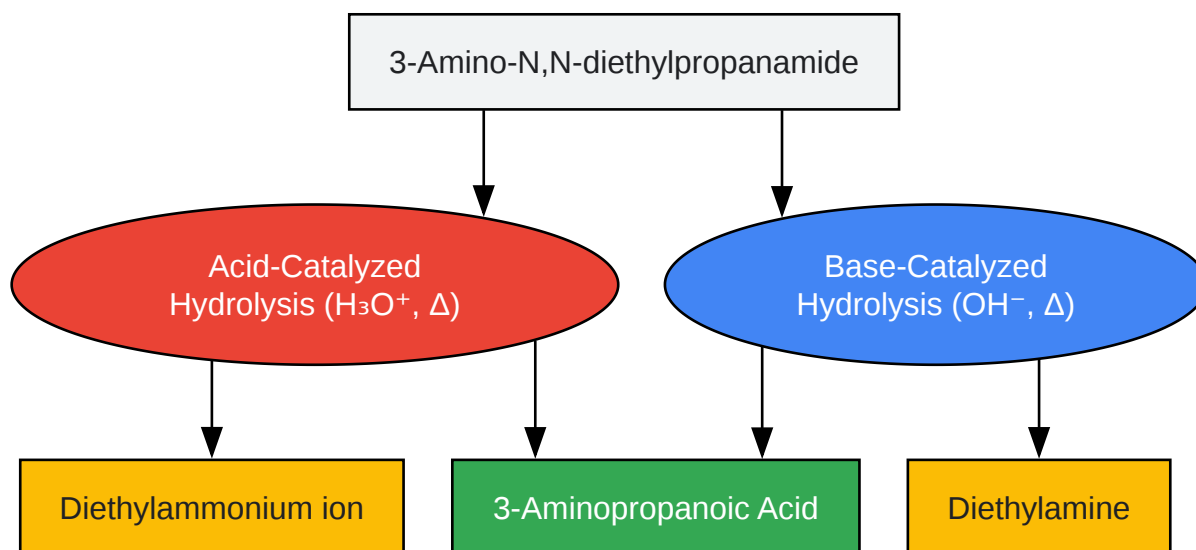 3-Amino-N,N-diethylpropanamide
Acid-Catalyzed
Hydrolysis (H₃O⁺, Δ)
Base-Catalyzed
Hydrolysis (OH⁻, Δ)
Diethylammonium ion
3-Aminopropanoic Acid
Diethylamine